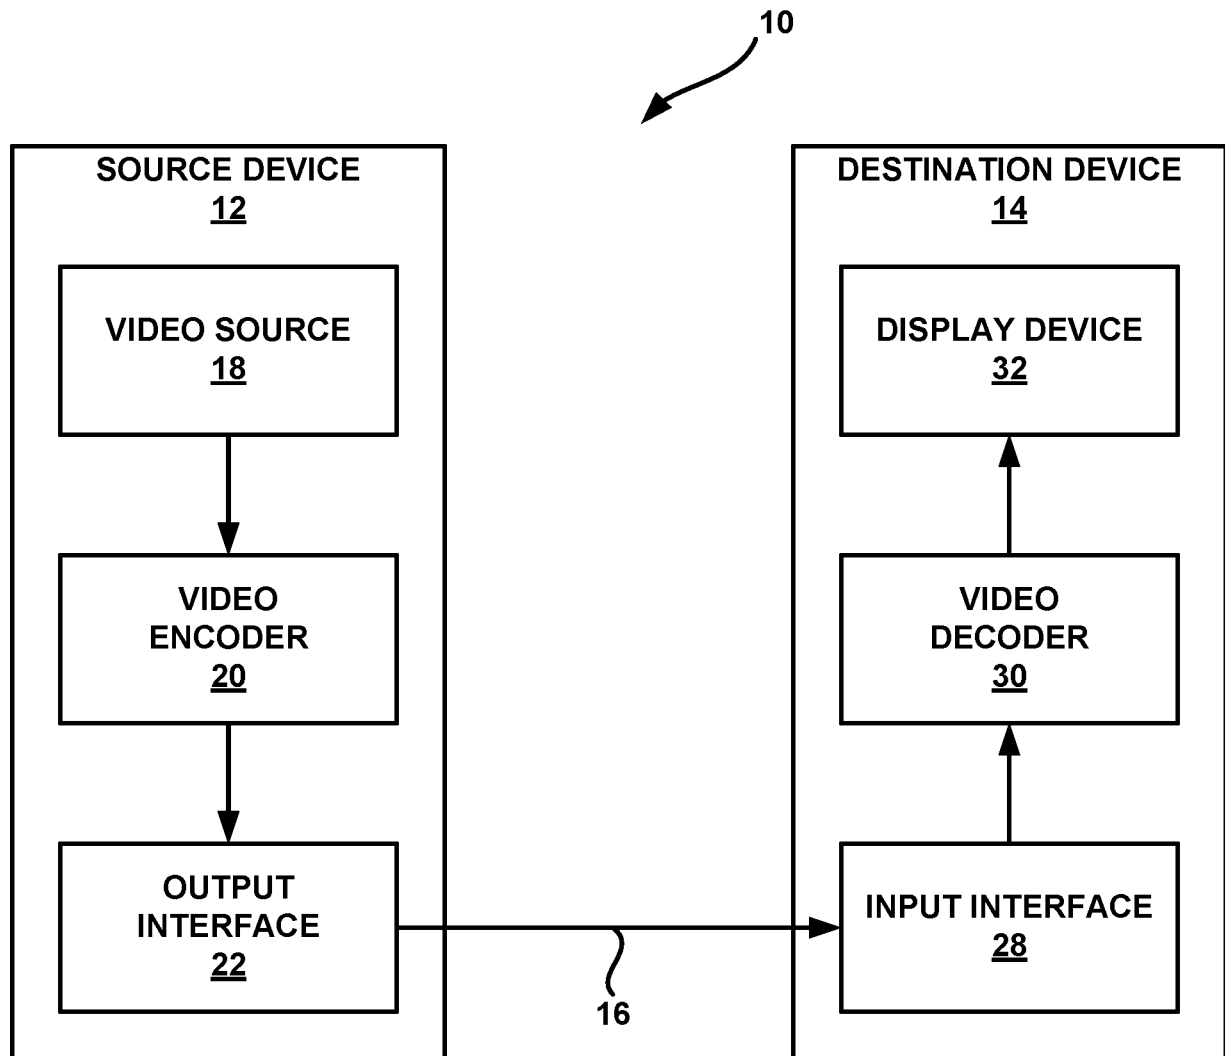 10
SOURCE DEVICE
12
VIDEO SOURCE
18
VIDEO
ENCODER
20
OUTPUT
INTERFACE
22
16
DESTINATION DEVICE
14
DISPLAY DEVICE
32
VIDEO
DECODER
30
INPUT INTERFACE
28